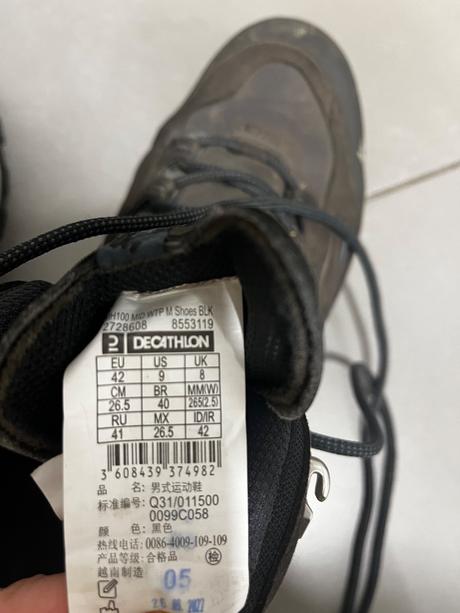 NH100 MID WTP M Shoes BLK
2728608 8553119
DECATHLON
EU US UK
42 9 8
CM BR MM(W)
26.5 40 265(2.5)
RU MX ID/IR
41 26.5 42
3 608439 374982
品 名: 男式运动鞋
标准编号: Q31/011500
0099C058
颜 色: 黑色
热线电话: 0086-4009-109-109
产品等级: 合格品 检
越南制造
05